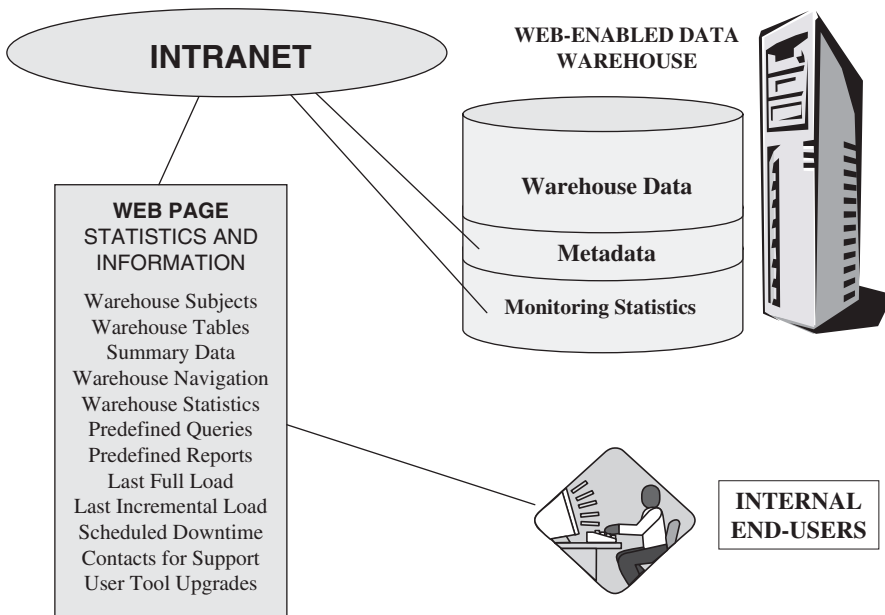 INTRANET
WEB-ENABLED DATA
WAREHOUSE
Warehouse Data
Metadata
Monitoring Statistics
WEB PAGE
STATISTICS AND
INFORMATION
Warehouse Subjects
Warehouse Tables
Summary Data
Warehouse Navigation
Warehouse Statistics
Predefined Queries
Predefined Reports
Last Full Load
Last Incremental Load
Scheduled Downtime
Contacts for Support
User Tool Upgrades
INTERNAL
END-USERS